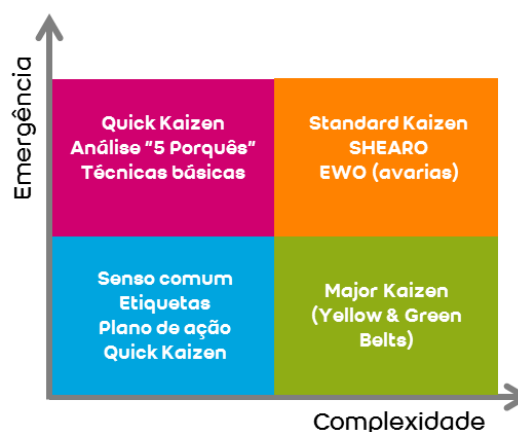 Emergência
Quick Kaizen
Análise "5 Porquês"
Técnicas básicas
Standard Kaizen
SHEARO
EWO (avarias)
Senso comum
Etiquetas
Plano de ação
Quick Kaizen
Major Kaizen
(Yellow & Green
Belts)
Complexidade